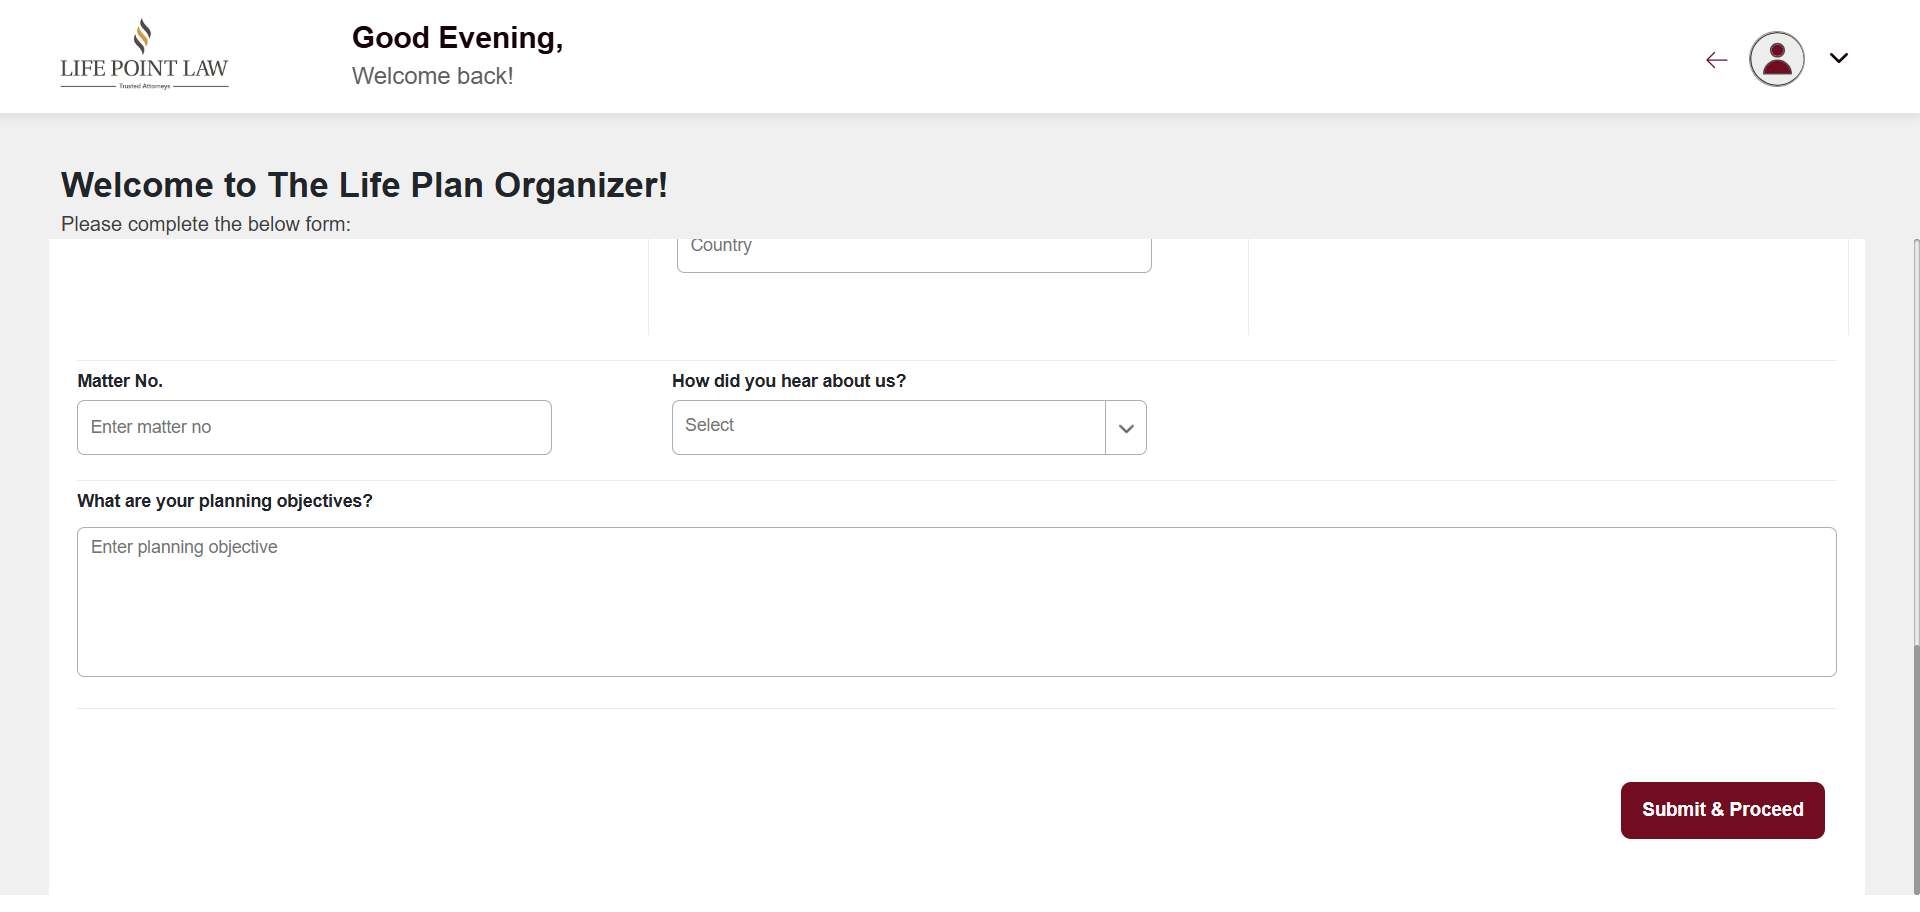 LIFE POINT LAW
Trusted Attorneys
Good Evening,
Welcome back!
Welcome to The Life Plan Organizer!
Please complete the below form:
Country
Matter No.
How did you hear about us?
Enter matter no
Select
What are your planning objectives?
Enter planning objective
Submit & Proceed